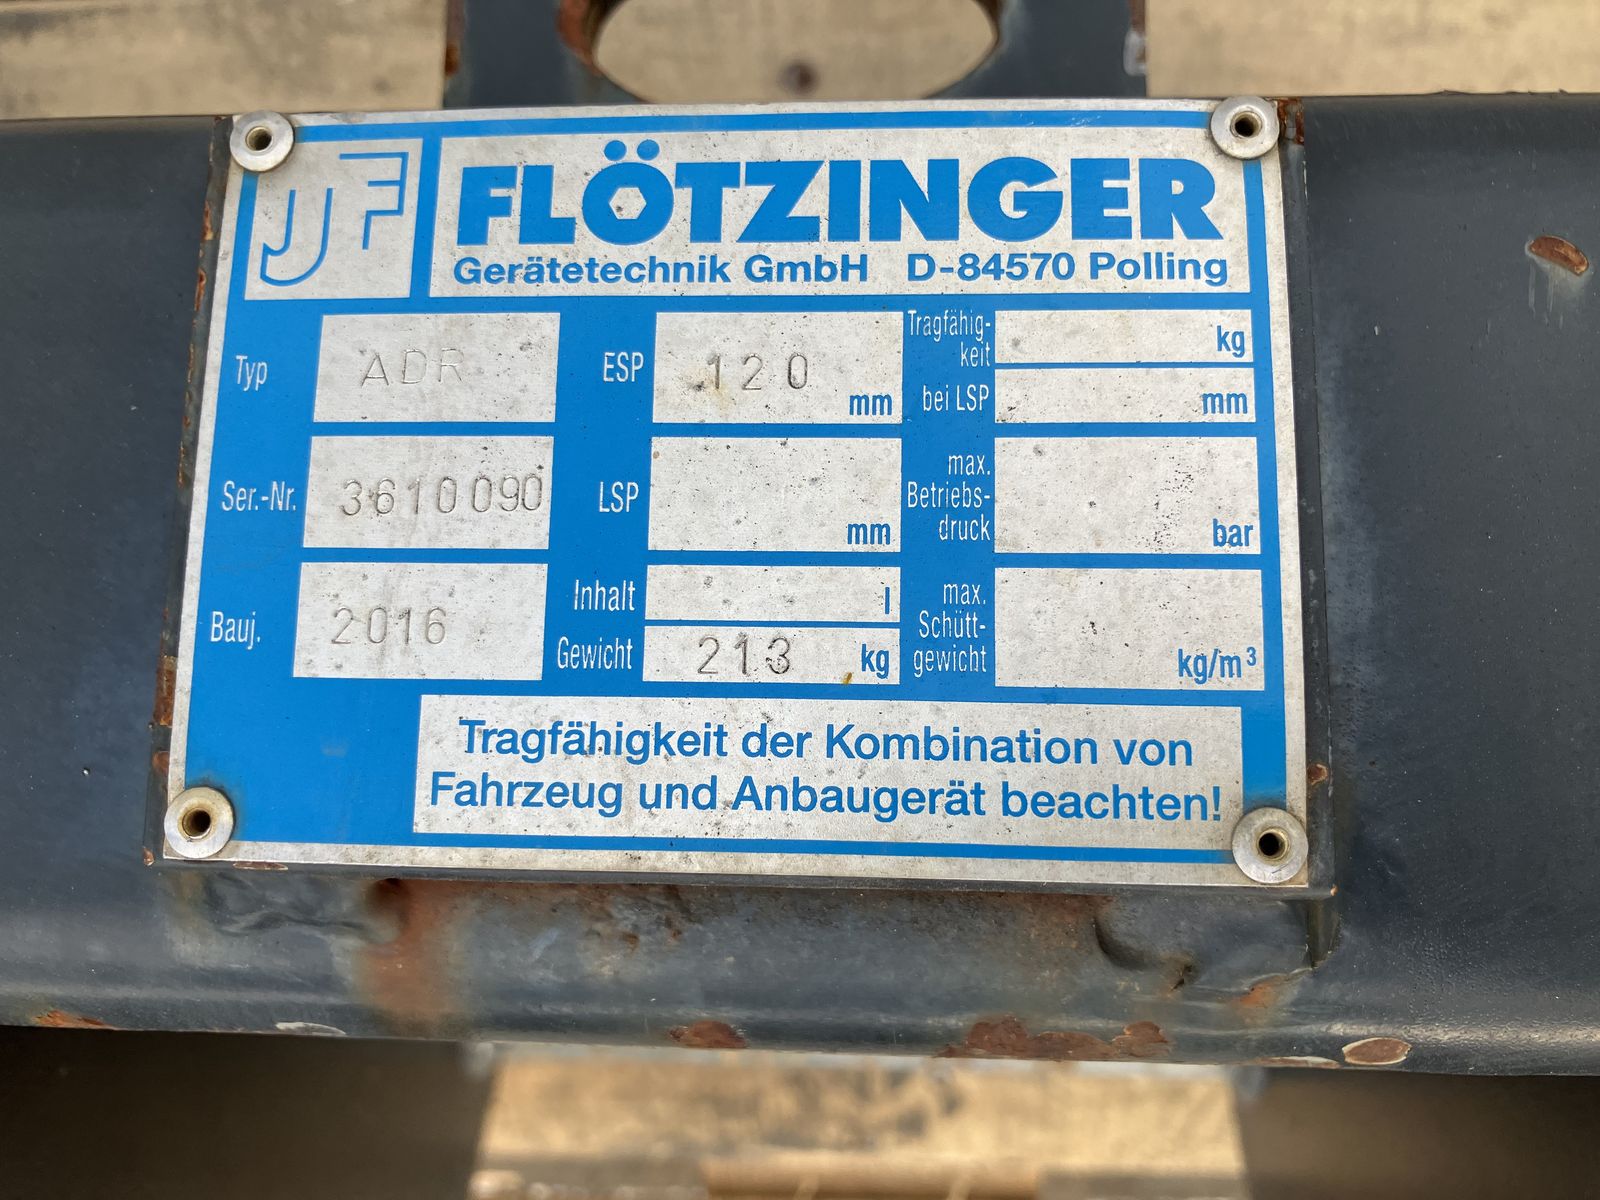 JF
FLÖTZINGER
Gerätetechnik GmbH D-84570 Polling
Typ ADR
ESP 120 mm
Tragfähig-
keit kg
bei LSP mm
Ser.-Nr. 3610090
LSP mm
max.
Betriebs-
druck bar
Bauj. 2016
Inhalt l
Gewicht 213 kg
max.
Schütt-
gewicht kg/m³
Tragfähigkeit der Kombination von
Fahrzeug und Anbaugerät beachten!